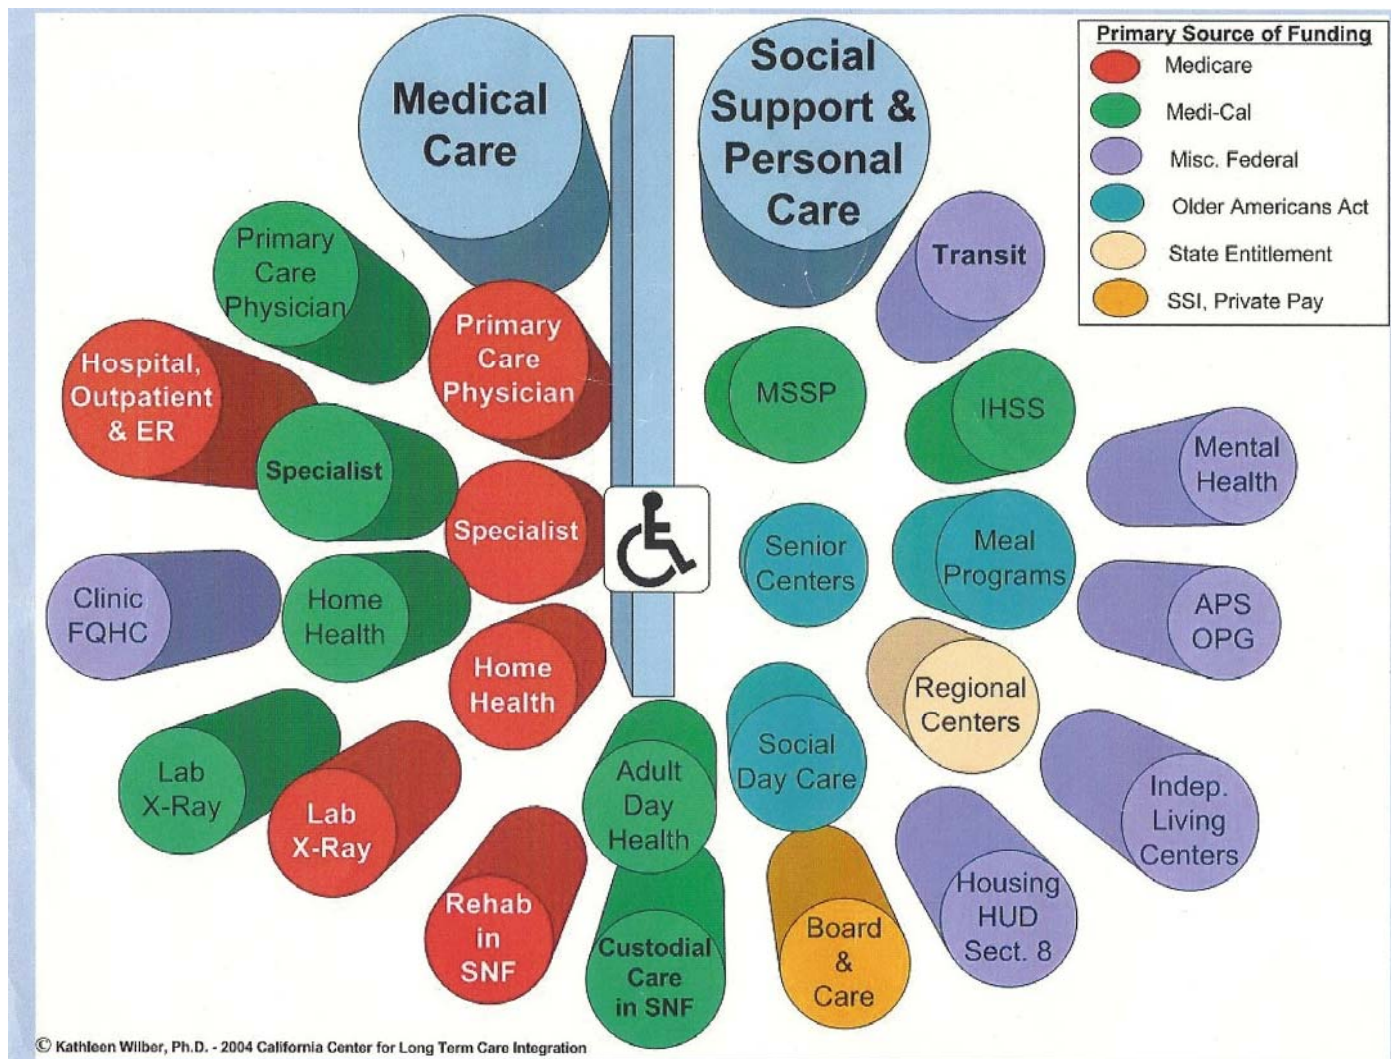 Medical
Care
Social
Support &
Personal
Care
Primary Source of Funding
Medicare
Medi-Cal
Misc. Federal
Older Americans Act
State Entitlement
SSI, Private Pay
Primary
Care
Physician
Primary
Care
Physician
Hospital,
Outpatient
& ER
Specialist
Specialist
Clinic
FQHC
Home
Health
Home
Health
Lab
X-Ray
Lab
X-Ray
Rehab
in
SNF
Adult
Day
Health
Custodial
Care
in SNF
Transit
MSSP
IHSS
Mental
Health
Senior
Centers
Meal
Programs
APS
OPG
Regional
Centers
Social
Day Care
Indep.
Living
Centers
Housing
HUD
Sect. 8
Board
&
Care
© Kathleen Wilber, Ph.D. - 2004 California Center for Long Term Care Integration